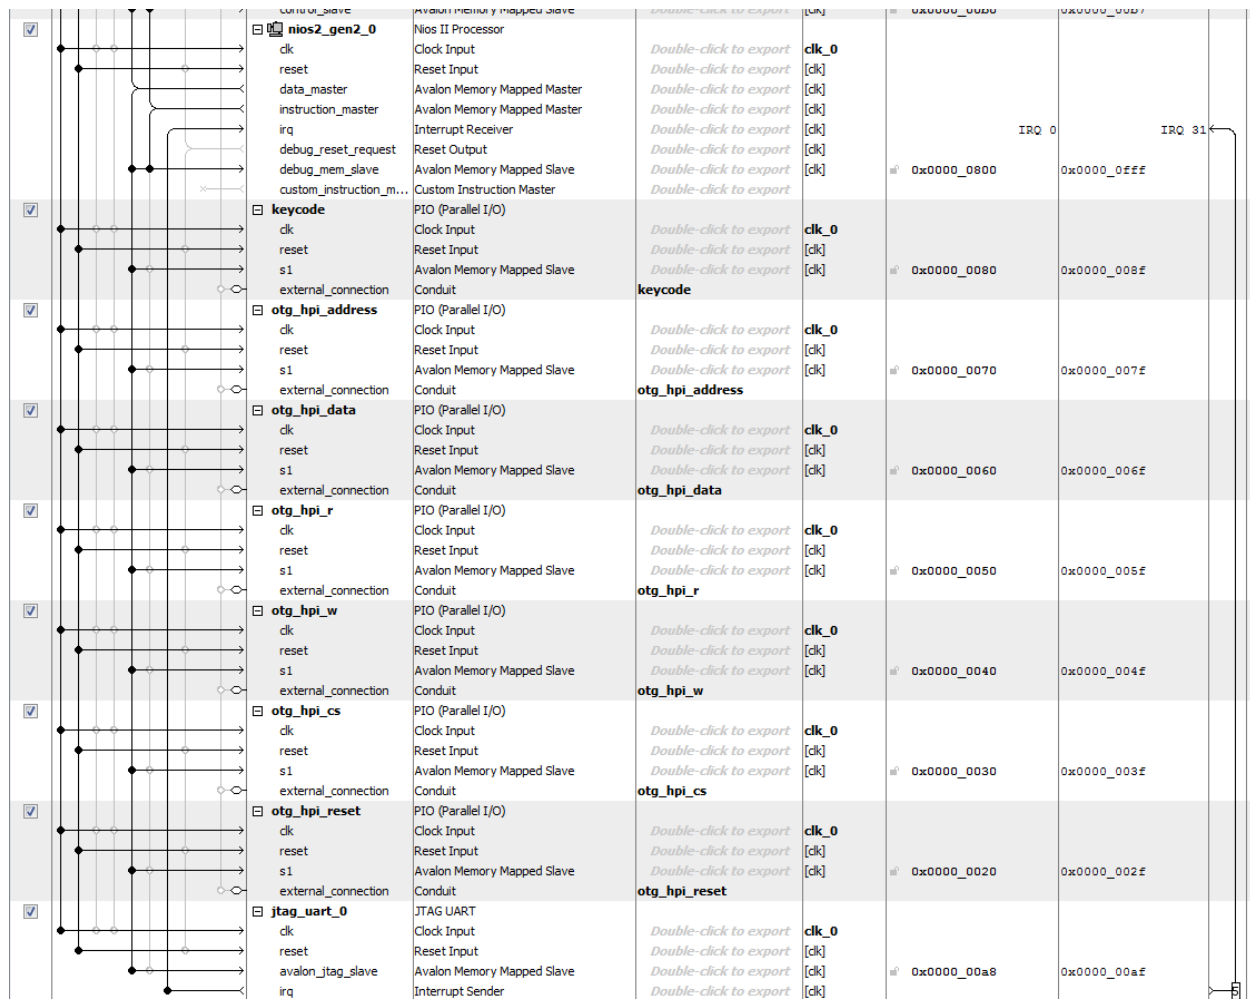 control_slave Avalon Memory Mapped Slave Double-click to export [clk] 0x0000_00b0 0x0000_00b7
nios2_gen2_0 Nios II Processor
clk Clock Input Double-click to export clk_0
reset Reset Input Double-click to export [clk]
data_master Avalon Memory Mapped Master Double-click to export [clk]
instruction_master Avalon Memory Mapped Master Double-click to export [clk]
irq Interrupt Receiver Double-click to export [clk] IRQ 0 IRQ 31
debug_reset_request Reset Output Double-click to export [clk]
debug_mem_slave Avalon Memory Mapped Slave Double-click to export [clk] 0x0000_0800 0x0000_0fff
custom_instruction_m... Custom Instruction Master Double-click to export
keycode PIO (Parallel I/O)
clk Clock Input Double-click to export clk_0
reset Reset Input Double-click to export [clk]
s1 Avalon Memory Mapped Slave Double-click to export [clk] 0x0000_0080 0x0000_008f
external_connection Conduit keycode
otg_hpi_address PIO (Parallel I/O)
clk Clock Input Double-click to export clk_0
reset Reset Input Double-click to export [clk]
s1 Avalon Memory Mapped Slave Double-click to export [clk] 0x0000_0070 0x0000_007f
external_connection Conduit otg_hpi_address
otg_hpi_data PIO (Parallel I/O)
clk Clock Input Double-click to export clk_0
reset Reset Input Double-click to export [clk]
s1 Avalon Memory Mapped Slave Double-click to export [clk] 0x0000_0060 0x0000_006f
external_connection Conduit otg_hpi_data
otg_hpi_r PIO (Parallel I/O)
clk Clock Input Double-click to export clk_0
reset Reset Input Double-click to export [clk]
s1 Avalon Memory Mapped Slave Double-click to export [clk] 0x0000_0050 0x0000_005f
external_connection Conduit otg_hpi_r
otg_hpi_w PIO (Parallel I/O)
clk Clock Input Double-click to export clk_0
reset Reset Input Double-click to export [clk]
s1 Avalon Memory Mapped Slave Double-click to export [clk] 0x0000_0040 0x0000_004f
external_connection Conduit otg_hpi_w
otg_hpi_cs PIO (Parallel I/O)
clk Clock Input Double-click to export clk_0
reset Reset Input Double-click to export [clk]
s1 Avalon Memory Mapped Slave Double-click to export [clk] 0x0000_0030 0x0000_003f
external_connection Conduit otg_hpi_cs
otg_hpi_reset PIO (Parallel I/O)
clk Clock Input Double-click to export clk_0
reset Reset Input Double-click to export [clk]
s1 Avalon Memory Mapped Slave Double-click to export [clk] 0x0000_0020 0x0000_002f
external_connection Conduit otg_hpi_reset
jtag_uart_0 JTAG UART
clk Clock Input Double-click to export clk_0
reset Reset Input Double-click to export [clk]
avalon_jtag_slave Avalon Memory Mapped Slave Double-click to export [clk] 0x0000_00a8 0x0000_00af
irq Interrupt Sender Double-click to export [clk] 5